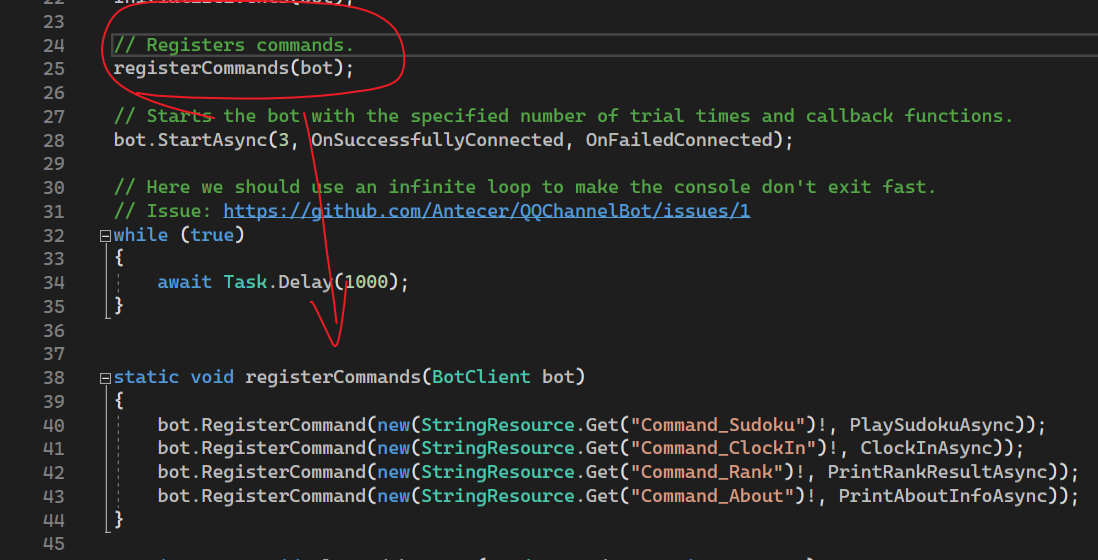 22
23
24 // Registers commands.
25 registerCommands(bot);
26
27 // Starts the bot with the specified number of trial times and callback functions.
28 bot.StartAsync(3, OnSuccessfullyConnected, OnFailedConnected);
29
30 // Here we should use an infinite loop to make the console don't exit fast.
31 // Issue: https://github.com/Antecer/QQChannelBot/issues/1
32 while (true)
33 {
34 await Task.Delay(1000);
35 }
36
37
38 static void registerCommands(BotClient bot)
39 {
40 bot.RegisterCommand(new(StringResource.Get("Command_Sudoku")!, PlaySudokuAsync));
41 bot.RegisterCommand(new(StringResource.Get("Command_ClockIn")!, ClockInAsync));
42 bot.RegisterCommand(new(StringResource.Get("Command_Rank")!, PrintRankResultAsync));
43 bot.RegisterCommand(new(StringResource.Get("Command_About")!, PrintAboutInfoAsync));
44 }
45